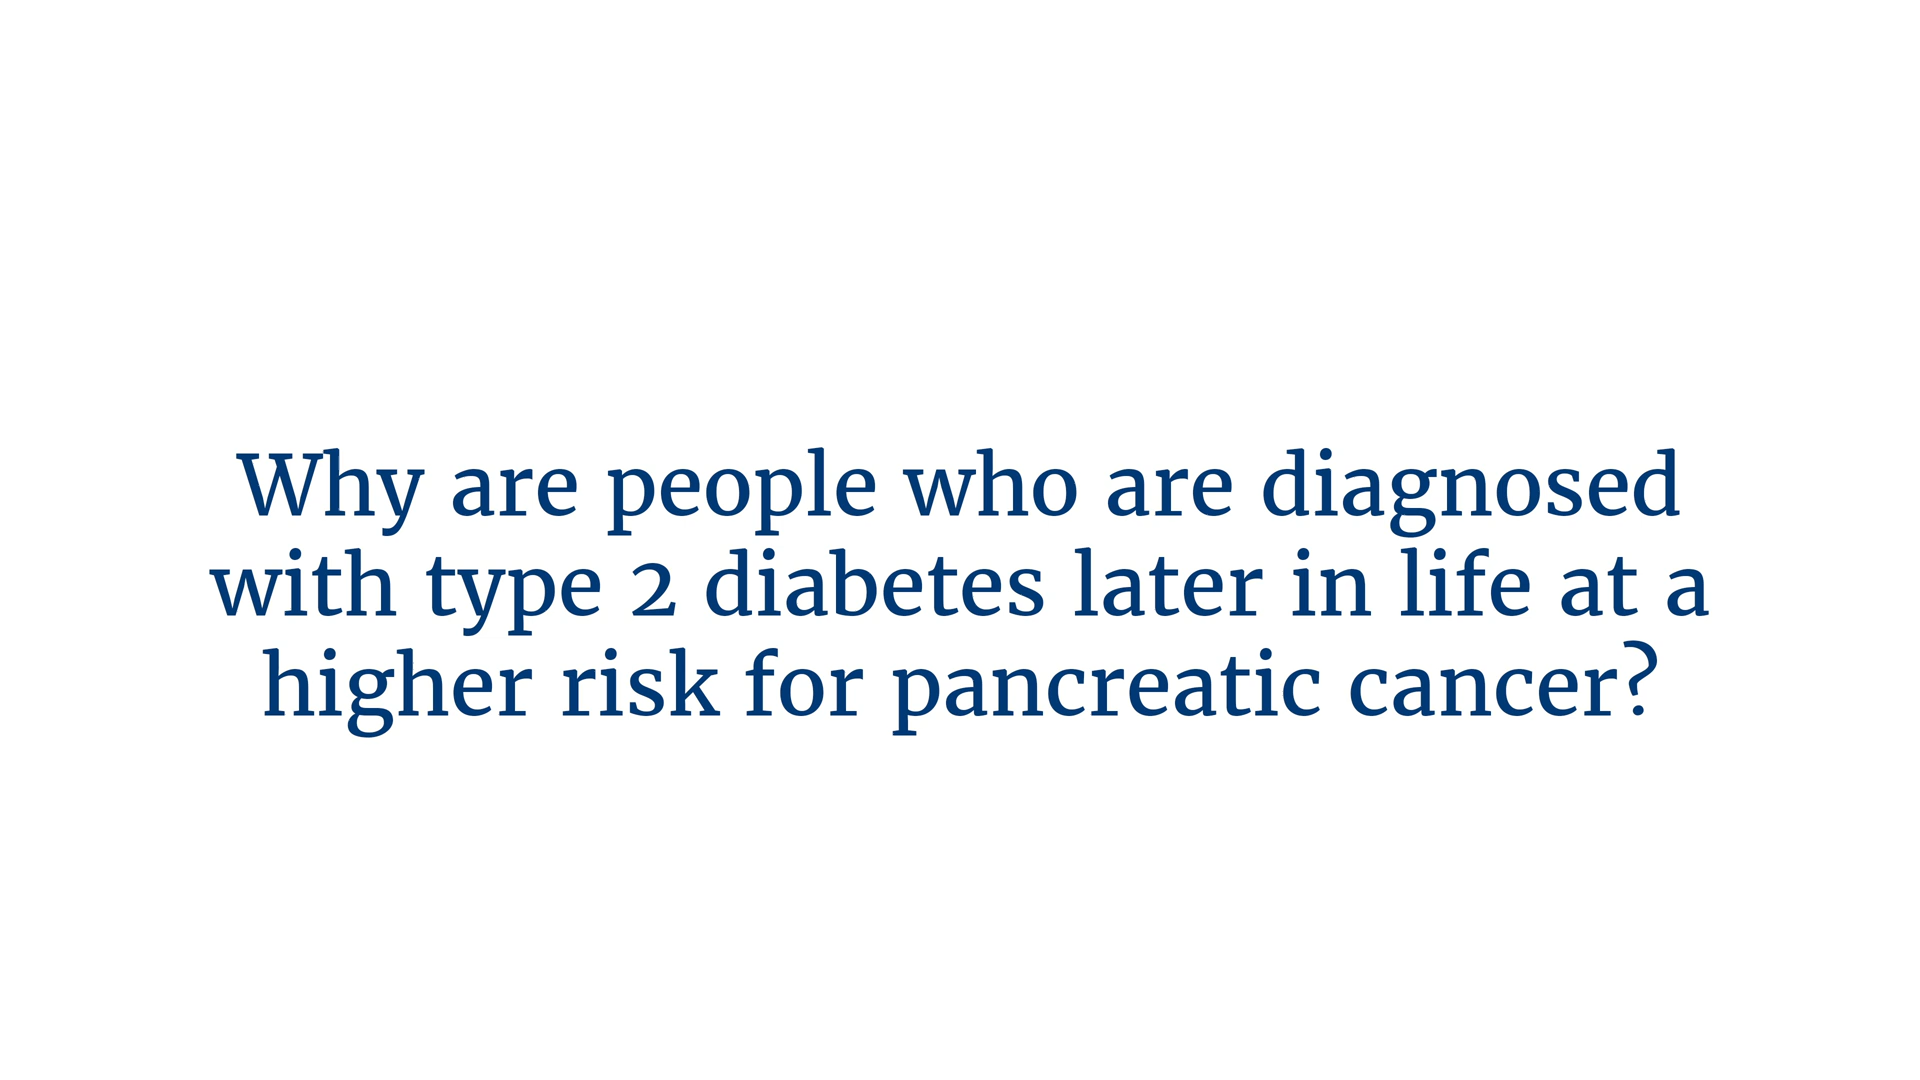 Why are people who are diagnosed
with type 2 diabetes later in life at a
higher risk for pancreatic cancer?